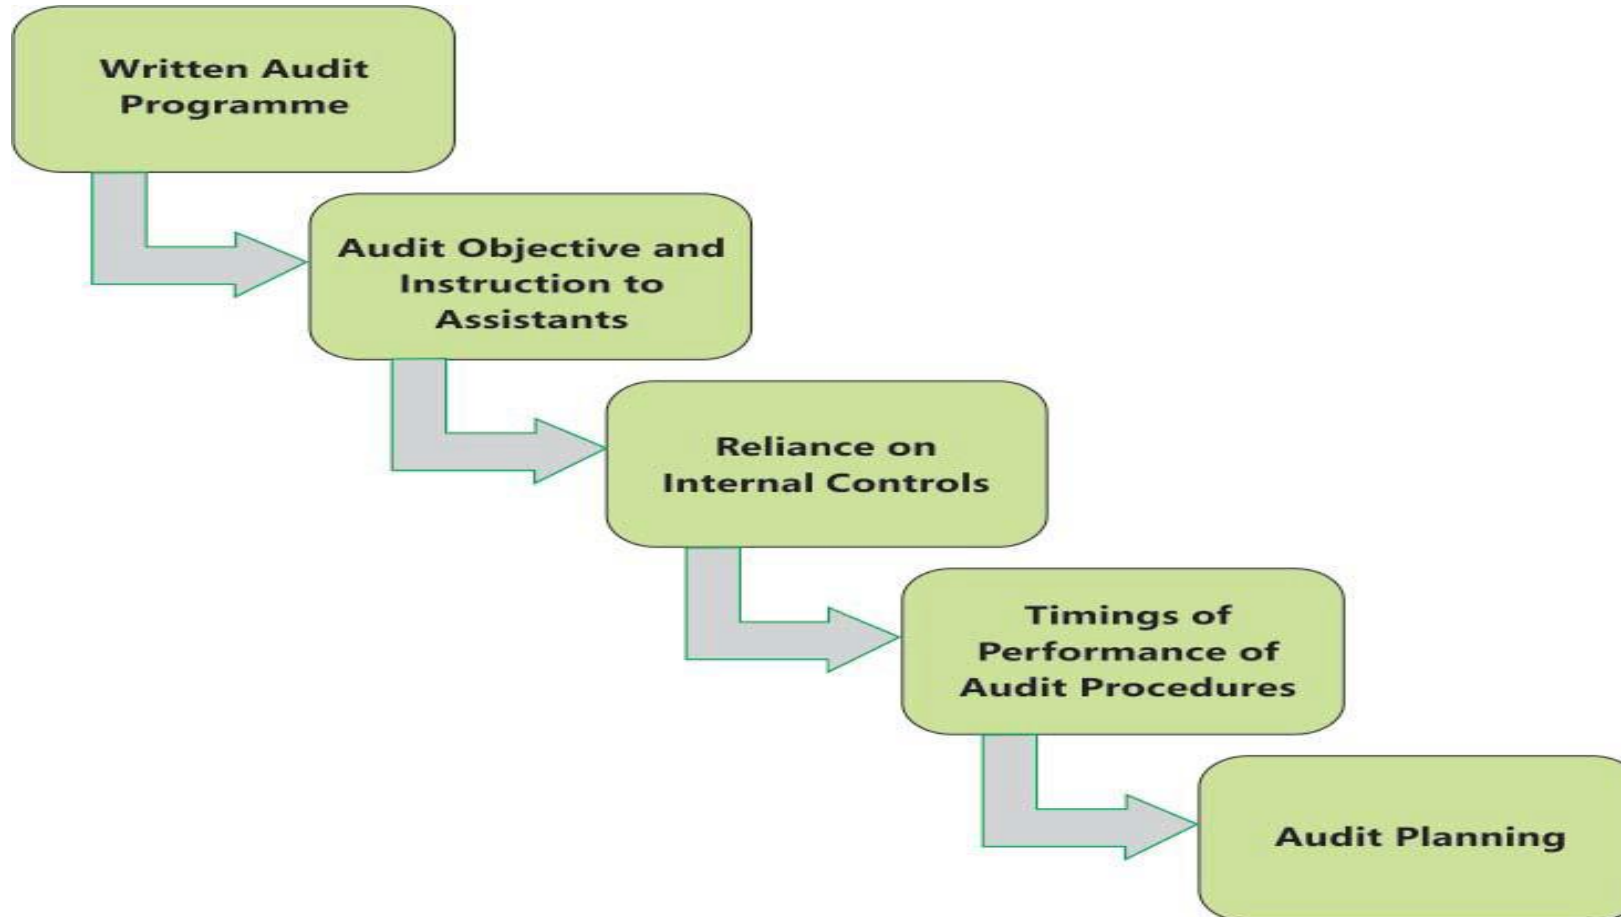 Written Audit
Programme
Audit Objective and
Instruction to
Assistants
Reliance on
Internal Controls
Timings of
Performance of
Audit Procedures
Audit Planning